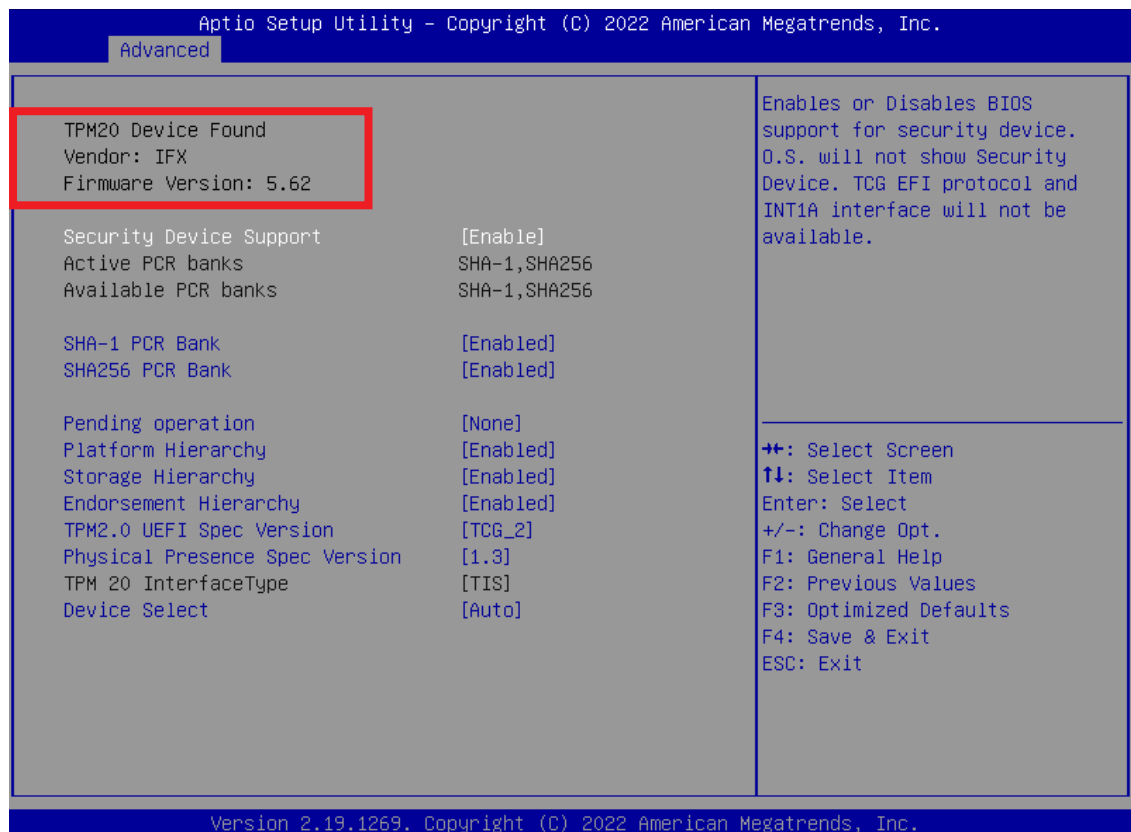 Aptio Setup Utility – Copyright (C) 2022 American Megatrends, Inc.
Advanced
TPM20 Device Found
Vendor: IFX
Firmware Version: 5.62
Security Device Support [Enable]
Active PCR banks SHA-1,SHA256
Available PCR banks SHA-1,SHA256
SHA-1 PCR Bank [Enabled]
SHA256 PCR Bank [Enabled]
Pending operation [None]
Platform Hierarchy [Enabled]
Storage Hierarchy [Enabled]
Endorsement Hierarchy [Enabled]
TPM2.0 UEFI Spec Version [TCG_2]
Physical Presence Spec Version [1.3]
TPM 20 InterfaceType [TIS]
Device Select [Auto]
Enables or Disables BIOS
support for security device.
O.S. will not show Security
Device. TCG EFI protocol and
INT1A interface will not be
available.
→←: Select Screen
↑↓: Select Item
Enter: Select
+/-: Change Opt.
F1: General Help
F2: Previous Values
F3: Optimized Defaults
F4: Save & Exit
ESC: Exit
Version 2.19.1269. Copyright (C) 2022 American Megatrends, Inc.